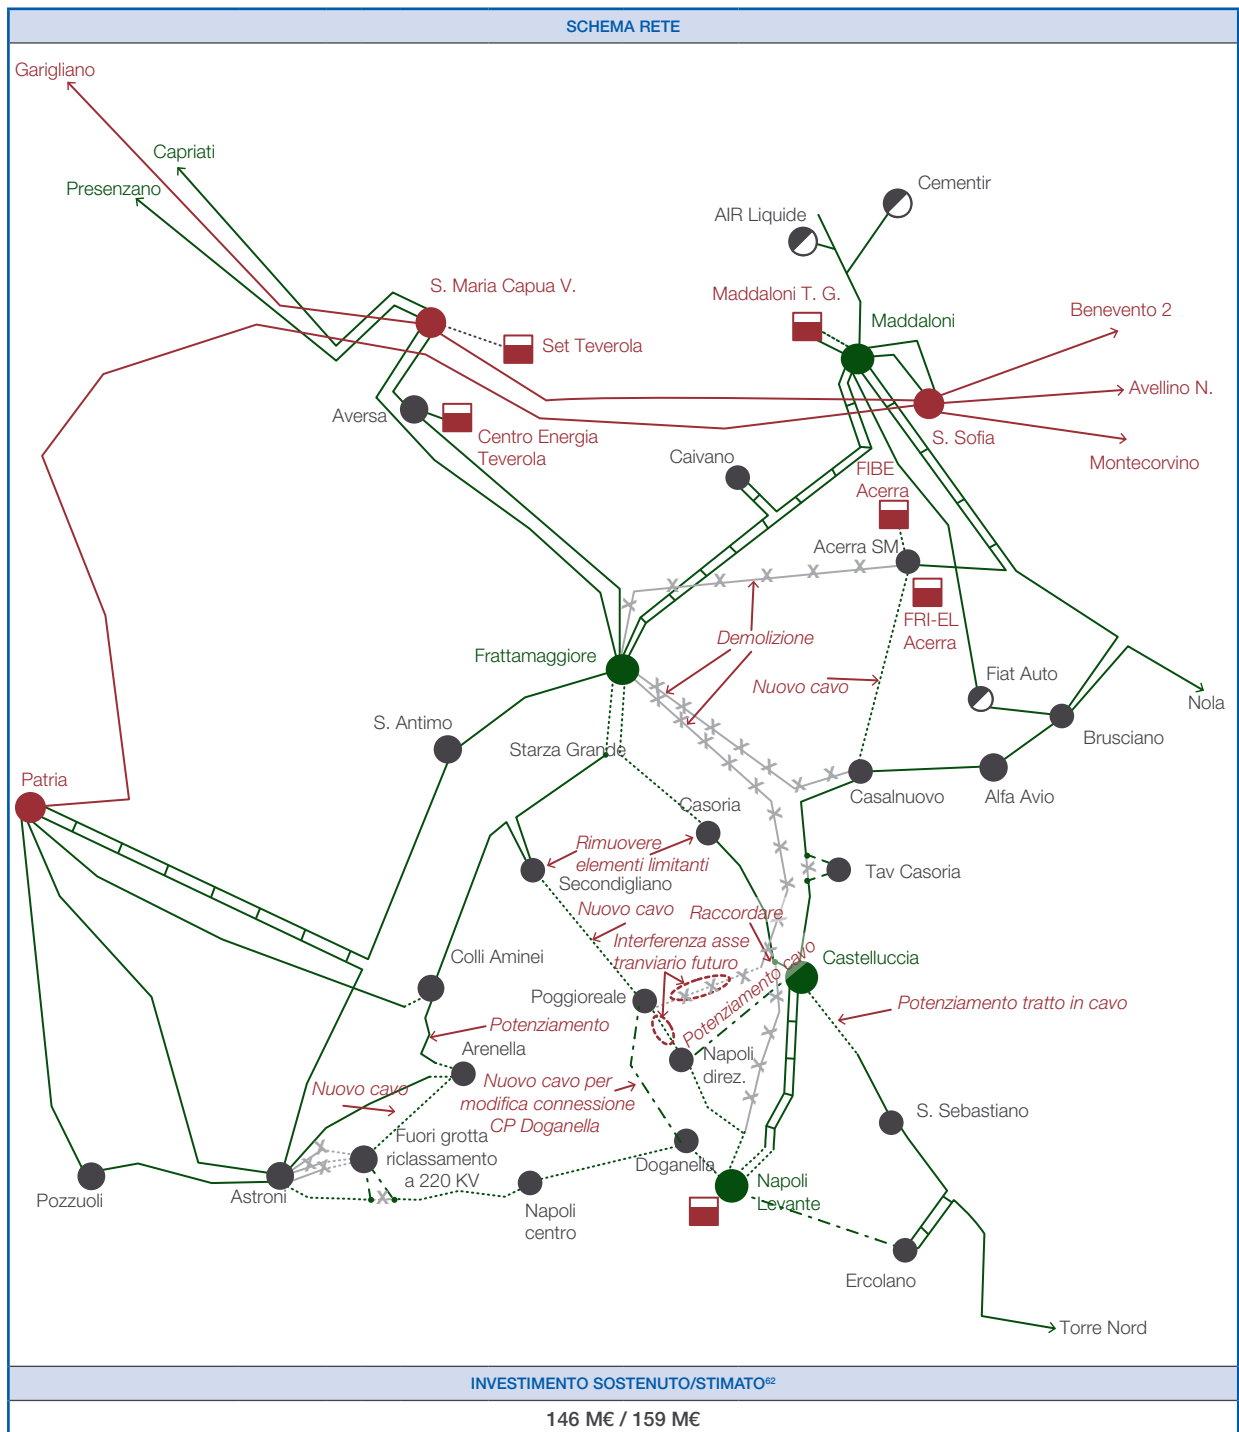 SCHEMA RETE
Garigliano
Capriati
Presenzano
Cementir
AIR Liquide
S. Maria Capua V.
Maddaloni T. G.
Maddaloni
Benevento 2
Set Teverola
Avellino N.
Aversa
Centro Energia
Teverola
S. Sofia
Montecorvino
Caivano
FIBE
Acerra
Acerra SM
FRI-EL
Acerra
Demolizione
Frattamaggiore
Nuovo cavo
Fiat Auto
Nola
S. Antimo
Brusciano
Starza Grande
Patria
Casalnuovo
Alfa Avio
Casoria
Rimuovere
elementi limitanti
Secondigliano
Tav Casoria
Nuovo cavo
Raccordare
Interferenza asse
tranviario futuro
Colli Aminei
Castelluccia
Poggioreale
Potenziamento cavo
Potenziamento tratto in cavo
Potenziamento
Arenella
Napoli
direz.
Nuovo cavo
Nuovo cavo per
modifica connessione
CP Doganella
S. Sebastiano
Fuori grotta
riclassamento
a 220 KV
Doganella
Pozzuoli
Astroni
Napoli
centro
Napoli
Levante
Ercolano
Torre Nord
INVESTIMENTO SOSTENUTO/STIMATO⁶²
146 M€ / 159 M€